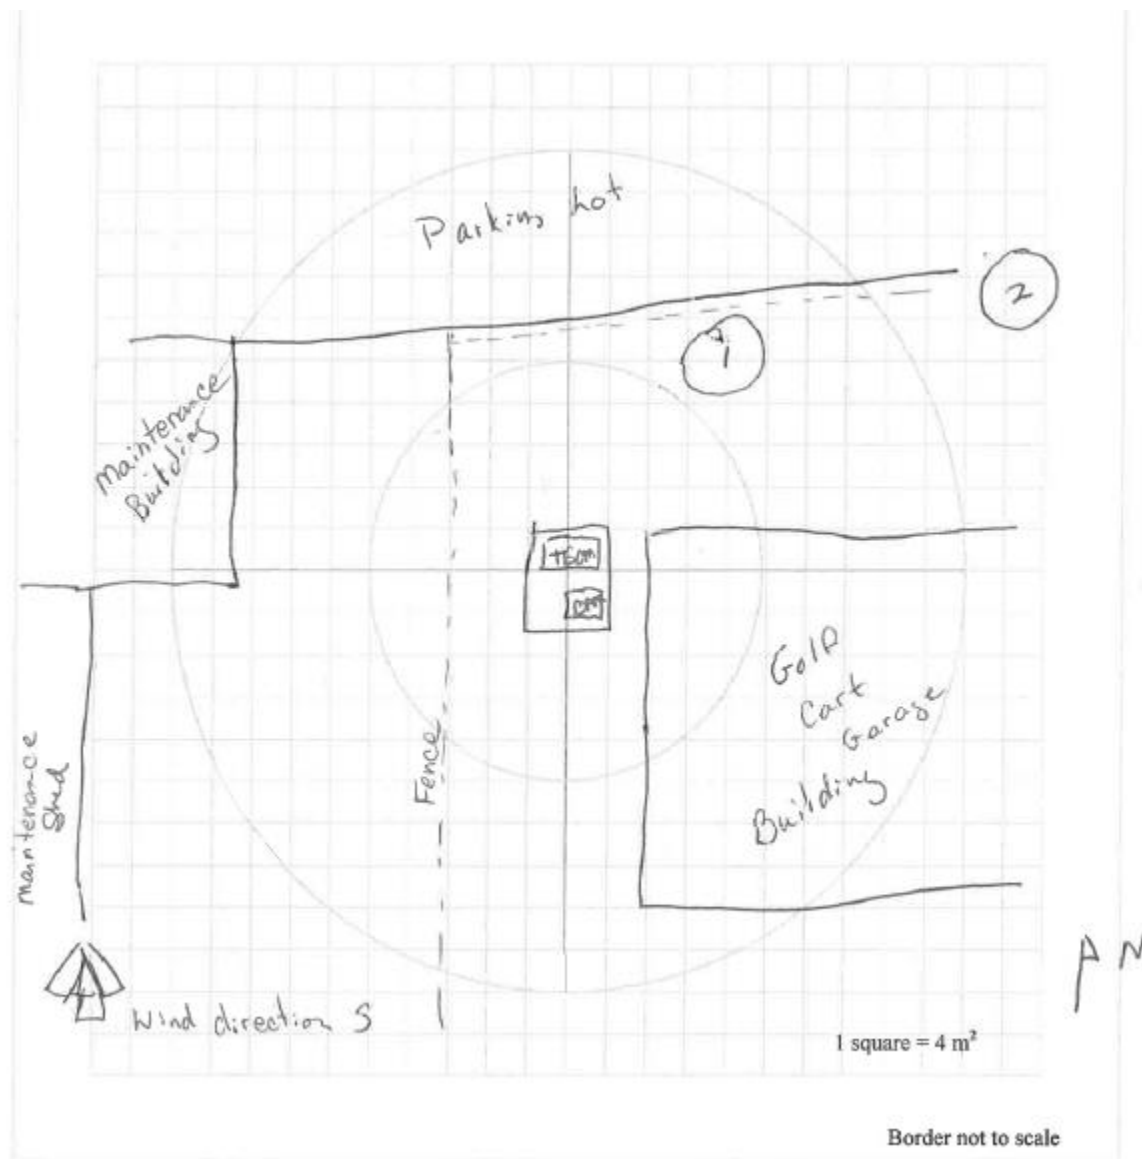 Parking Lot
2
1
Maintenance
Building
CM
Golf
Cart
Garage
Building
Fence
Maintenance
Shed
Wind direction S
N
1 square = 4 m²
Border not to scale